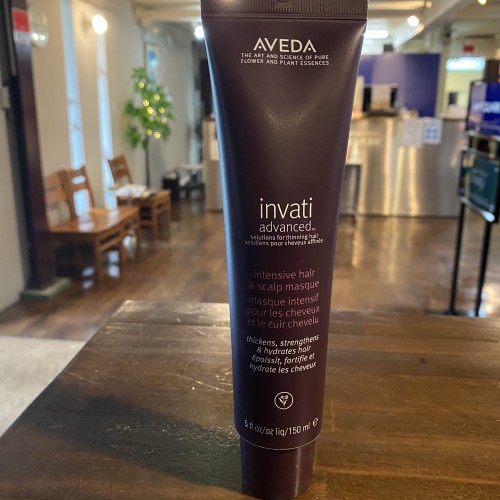 AVEDA
THE ART AND SCIENCE OF PURE
FLOWER AND PLANT ESSENCES
invati
advanced™
solutions for thinning hair
solutions pour cheveux affinés
intensive hair
& scalp masque
masque intensif
pour les cheveux
et le cuir chevelu
thickens, strengthens
& hydrates hair
épaissit, fortifie et
hydrate les cheveux
5 fl oz/oz liq/150 ml e